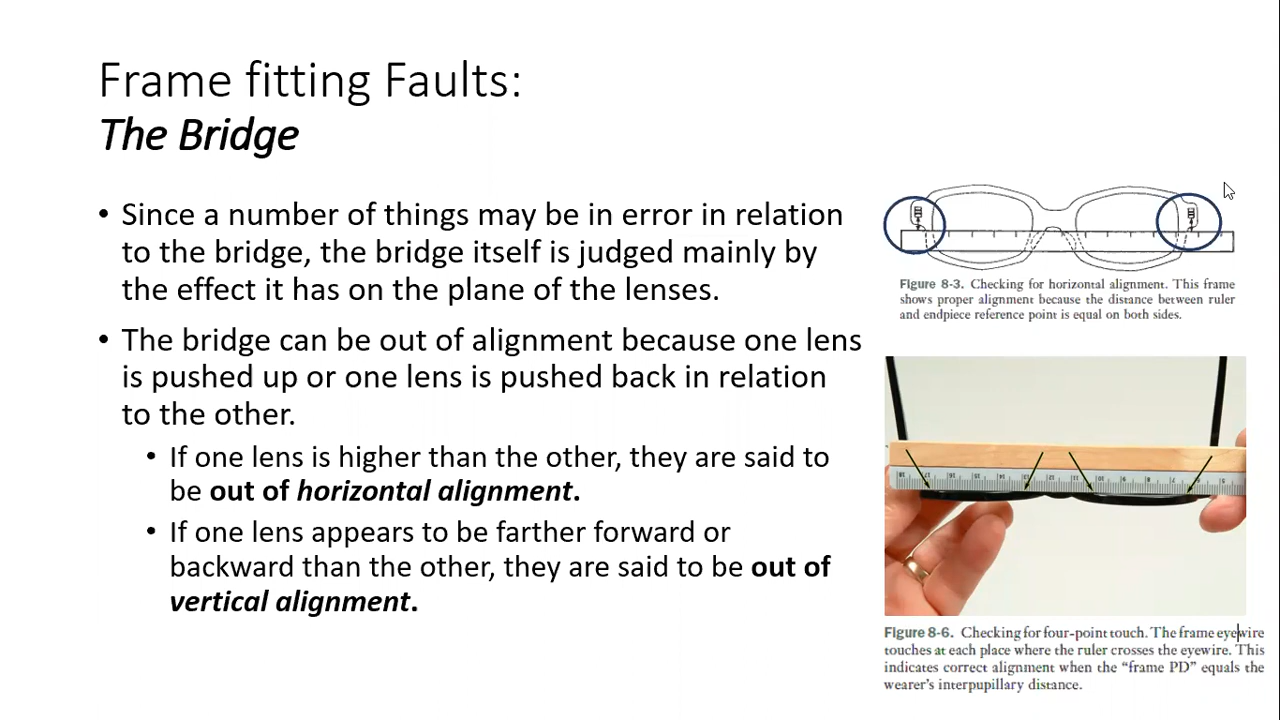 Frame fitting Faults:
The Bridge
• Since a number of things may be in error in relation
to the bridge, the bridge itself is judged mainly by
the effect it has on the plane of the lenses.
• The bridge can be out of alignment because one lens
is pushed up or one lens is pushed back in relation
to the other.
• If one lens is higher than the other, they are said to
be out of horizontal alignment.
• If one lens appears to be farther forward or
backward than the other, they are said to be out of
vertical alignment.
Figure 8-3. Checking for horizontal alignment. This frame
shows proper alignment because the distance between ruler
and endpiece reference point is equal on both sides.
Figure 8-6. Checking for four-point touch. The frame eyewire
touches at each place where the ruler crosses the eyewire. This
indicates correct alignment when the “frame PD” equals the
wearer's interpupillary distance.